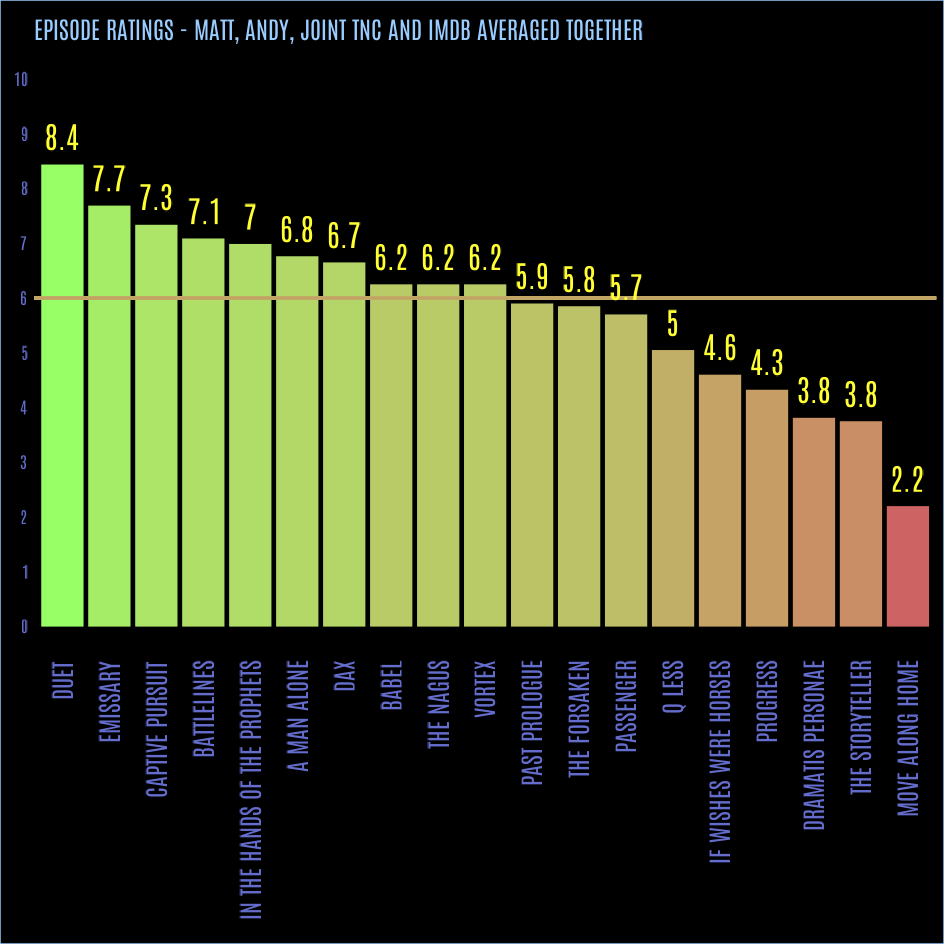 EPISODE RATINGS - MATT, ANDY, JOINT TNC AND IMDB AVERAGED TOGETHER
10
9
8
7
6
5
4
3
2
1
0
8.4
7.7
7.3
7.1
7
6.8
6.7
6.2
6.2
6.2
5.9
5.8
5.7
5
4.6
4.3
3.8
3.8
2.2
DUET
EMISSARY
CAPTIVE PURSUIT
BATTLELINES
IN THE HANDS OF THE PROPHETS
A MAN ALONE
DAX
BABEL
THE NAGUS
VORTEX
PAST PROLOGUE
THE FORSAKEN
PASSENGER
Q LESS
IF WISHES WERE HORSES
PROGRESS
DRAMATIS PERSONAE
THE STORYTELLER
MOVE ALONG HOME